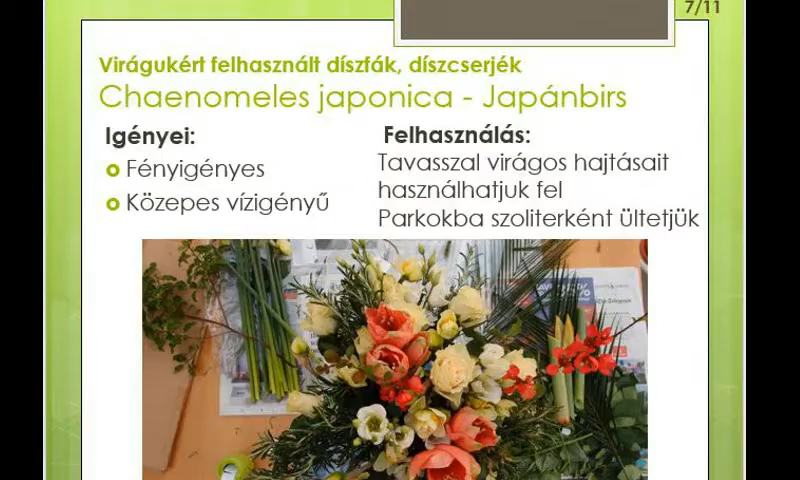 7/11
Virágukért felhasznált díszfák, díszcserjék
Chaenomeles japonica - Japánbirs
Igényei:
Fényigényes
Közepes vízigényű
Felhasználás:
Tavasszal virágos hajtásait
használhatjuk fel
Parkokba szoliterként ültetjük